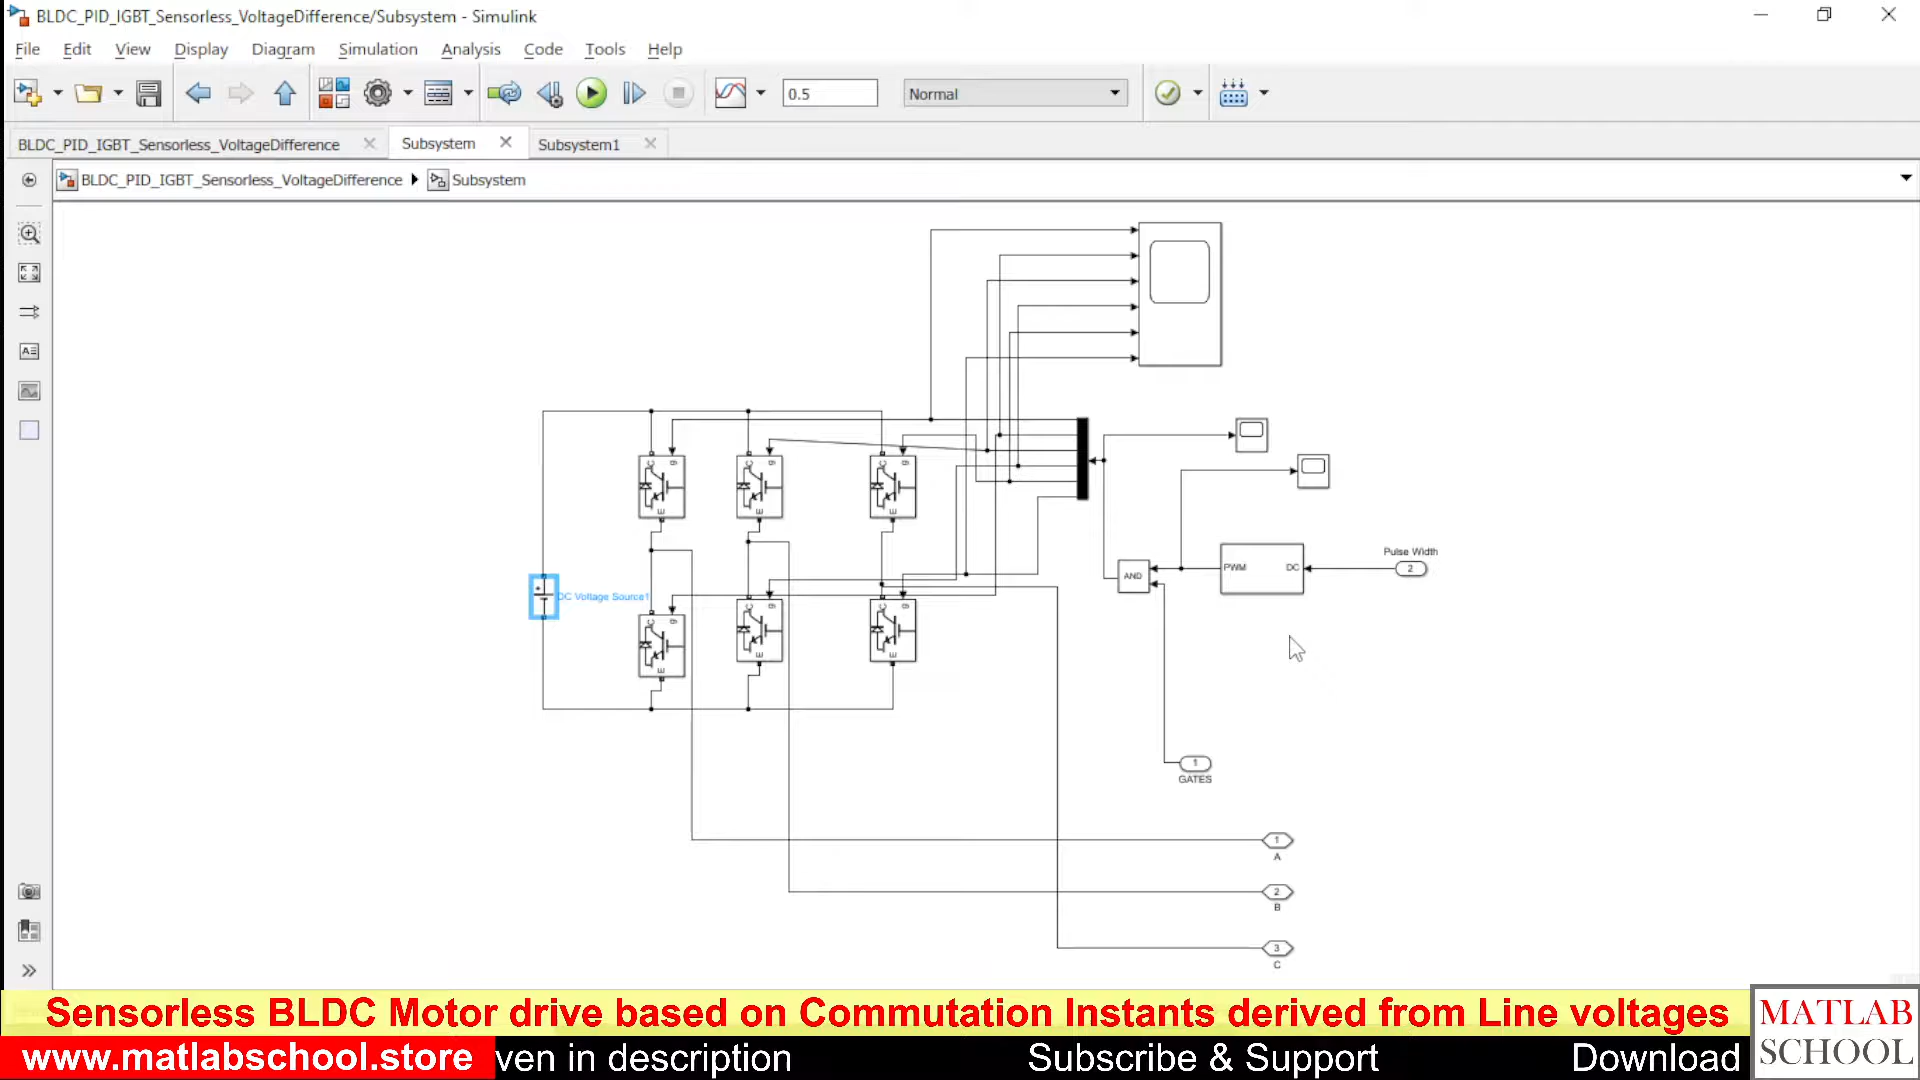 BLDC_PID_IGBT_Sensorless_VoltageDifference/Subsystem - Simulink
File Edit View Display Diagram Simulation Analysis Code Tools Help
0.5 Normal
BLDC_PID_IGBT_Sensorless_VoltageDifference Subsystem Subsystem1
BLDC_PID_IGBT_Sensorless_VoltageDifference Subsystem
C g C g C g
E E E
Pulse Width
AND PWM DC 2
DC Voltage Source1
C g C g C g
E E E
1
GATES
1
A
2
B
3
C
Sensorless BLDC Motor drive based on Commutation Instants derived from Line voltages
MATLAB
SCHOOL
www.matlabschool.store ven in description Subscribe & Support Download